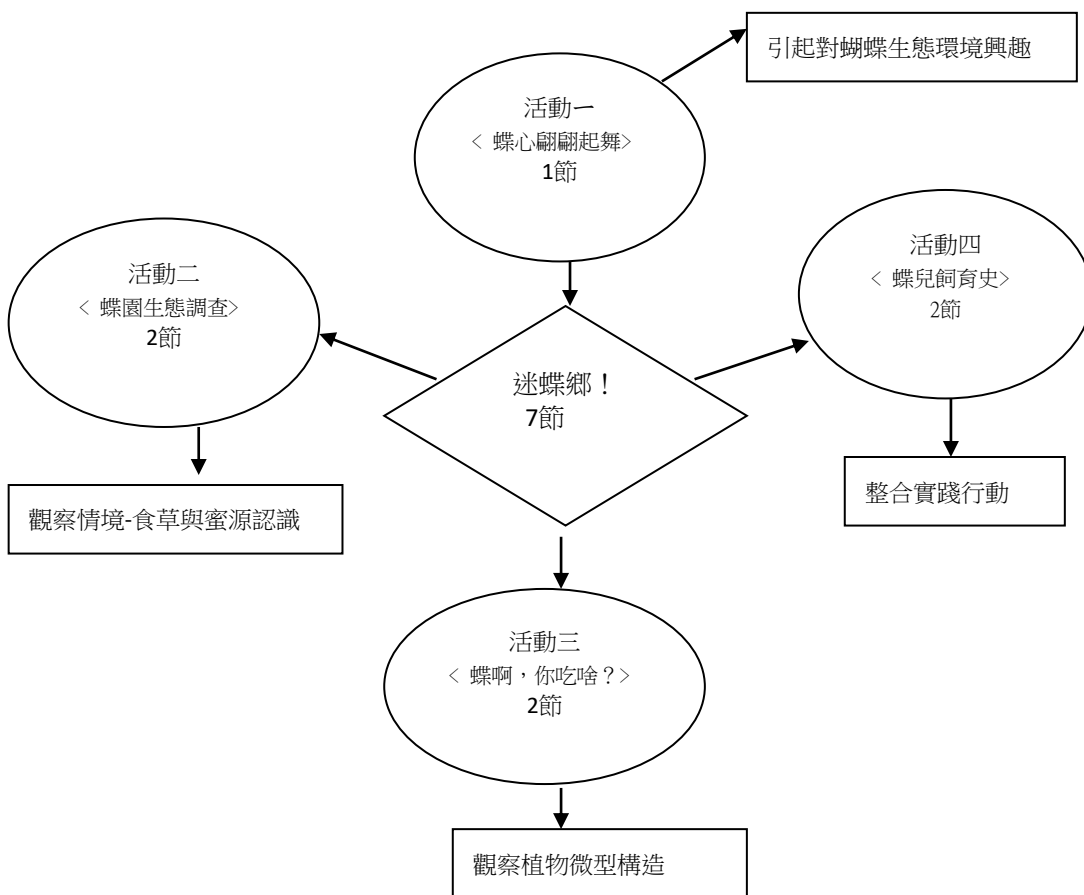 引起對蝴蝶生態環境興趣
活動一
< 蝶心翩翩起舞>
1節
活動二
< 蝶園生態調查>
2節
活動四
< 蝶兒飼育史>
2節
迷蝶鄉！
7節
觀察情境-食草與蜜源認識
整合實踐行動
活動三
< 蝶啊，你吃啥？>
2節
觀察植物微型構造